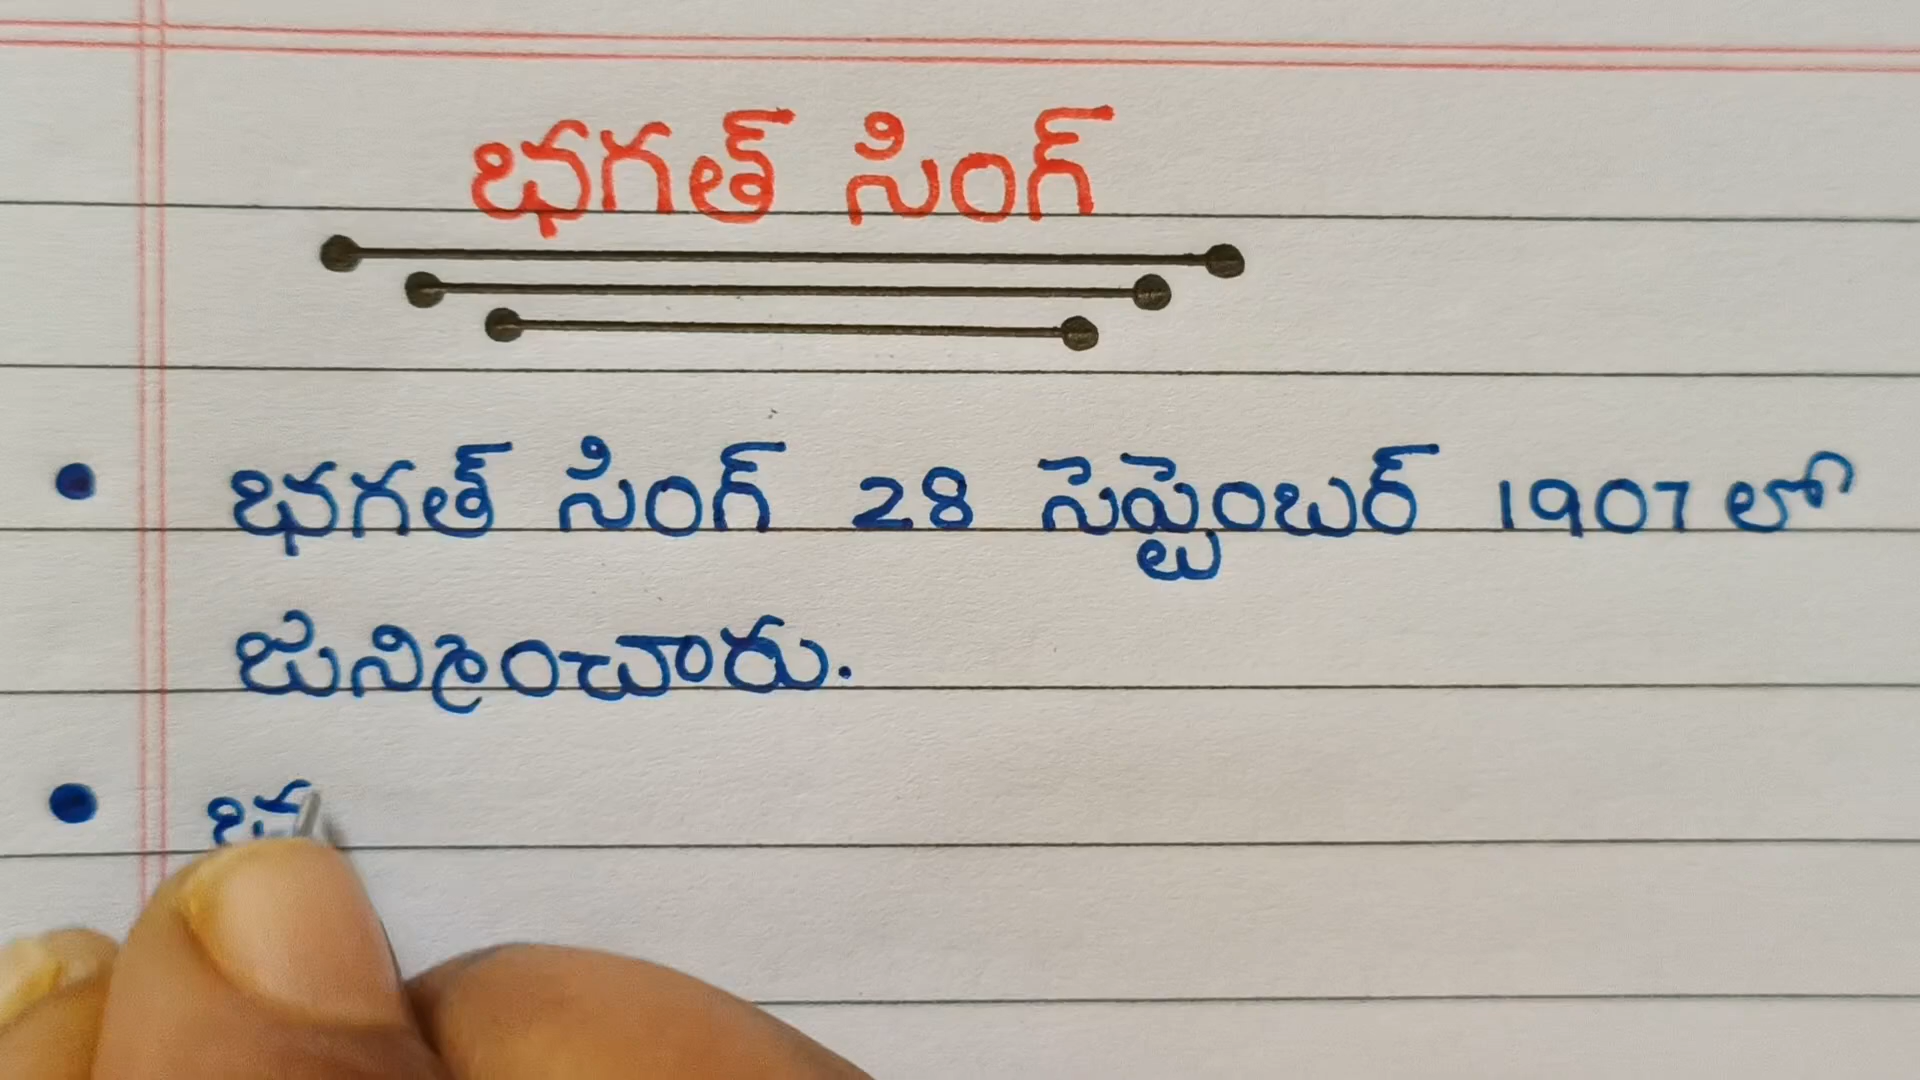 భగత్ సింగ్
భగత్ సింగ్ 28 సెప్టెంబర్ 1907 లో
జన్మించారు.